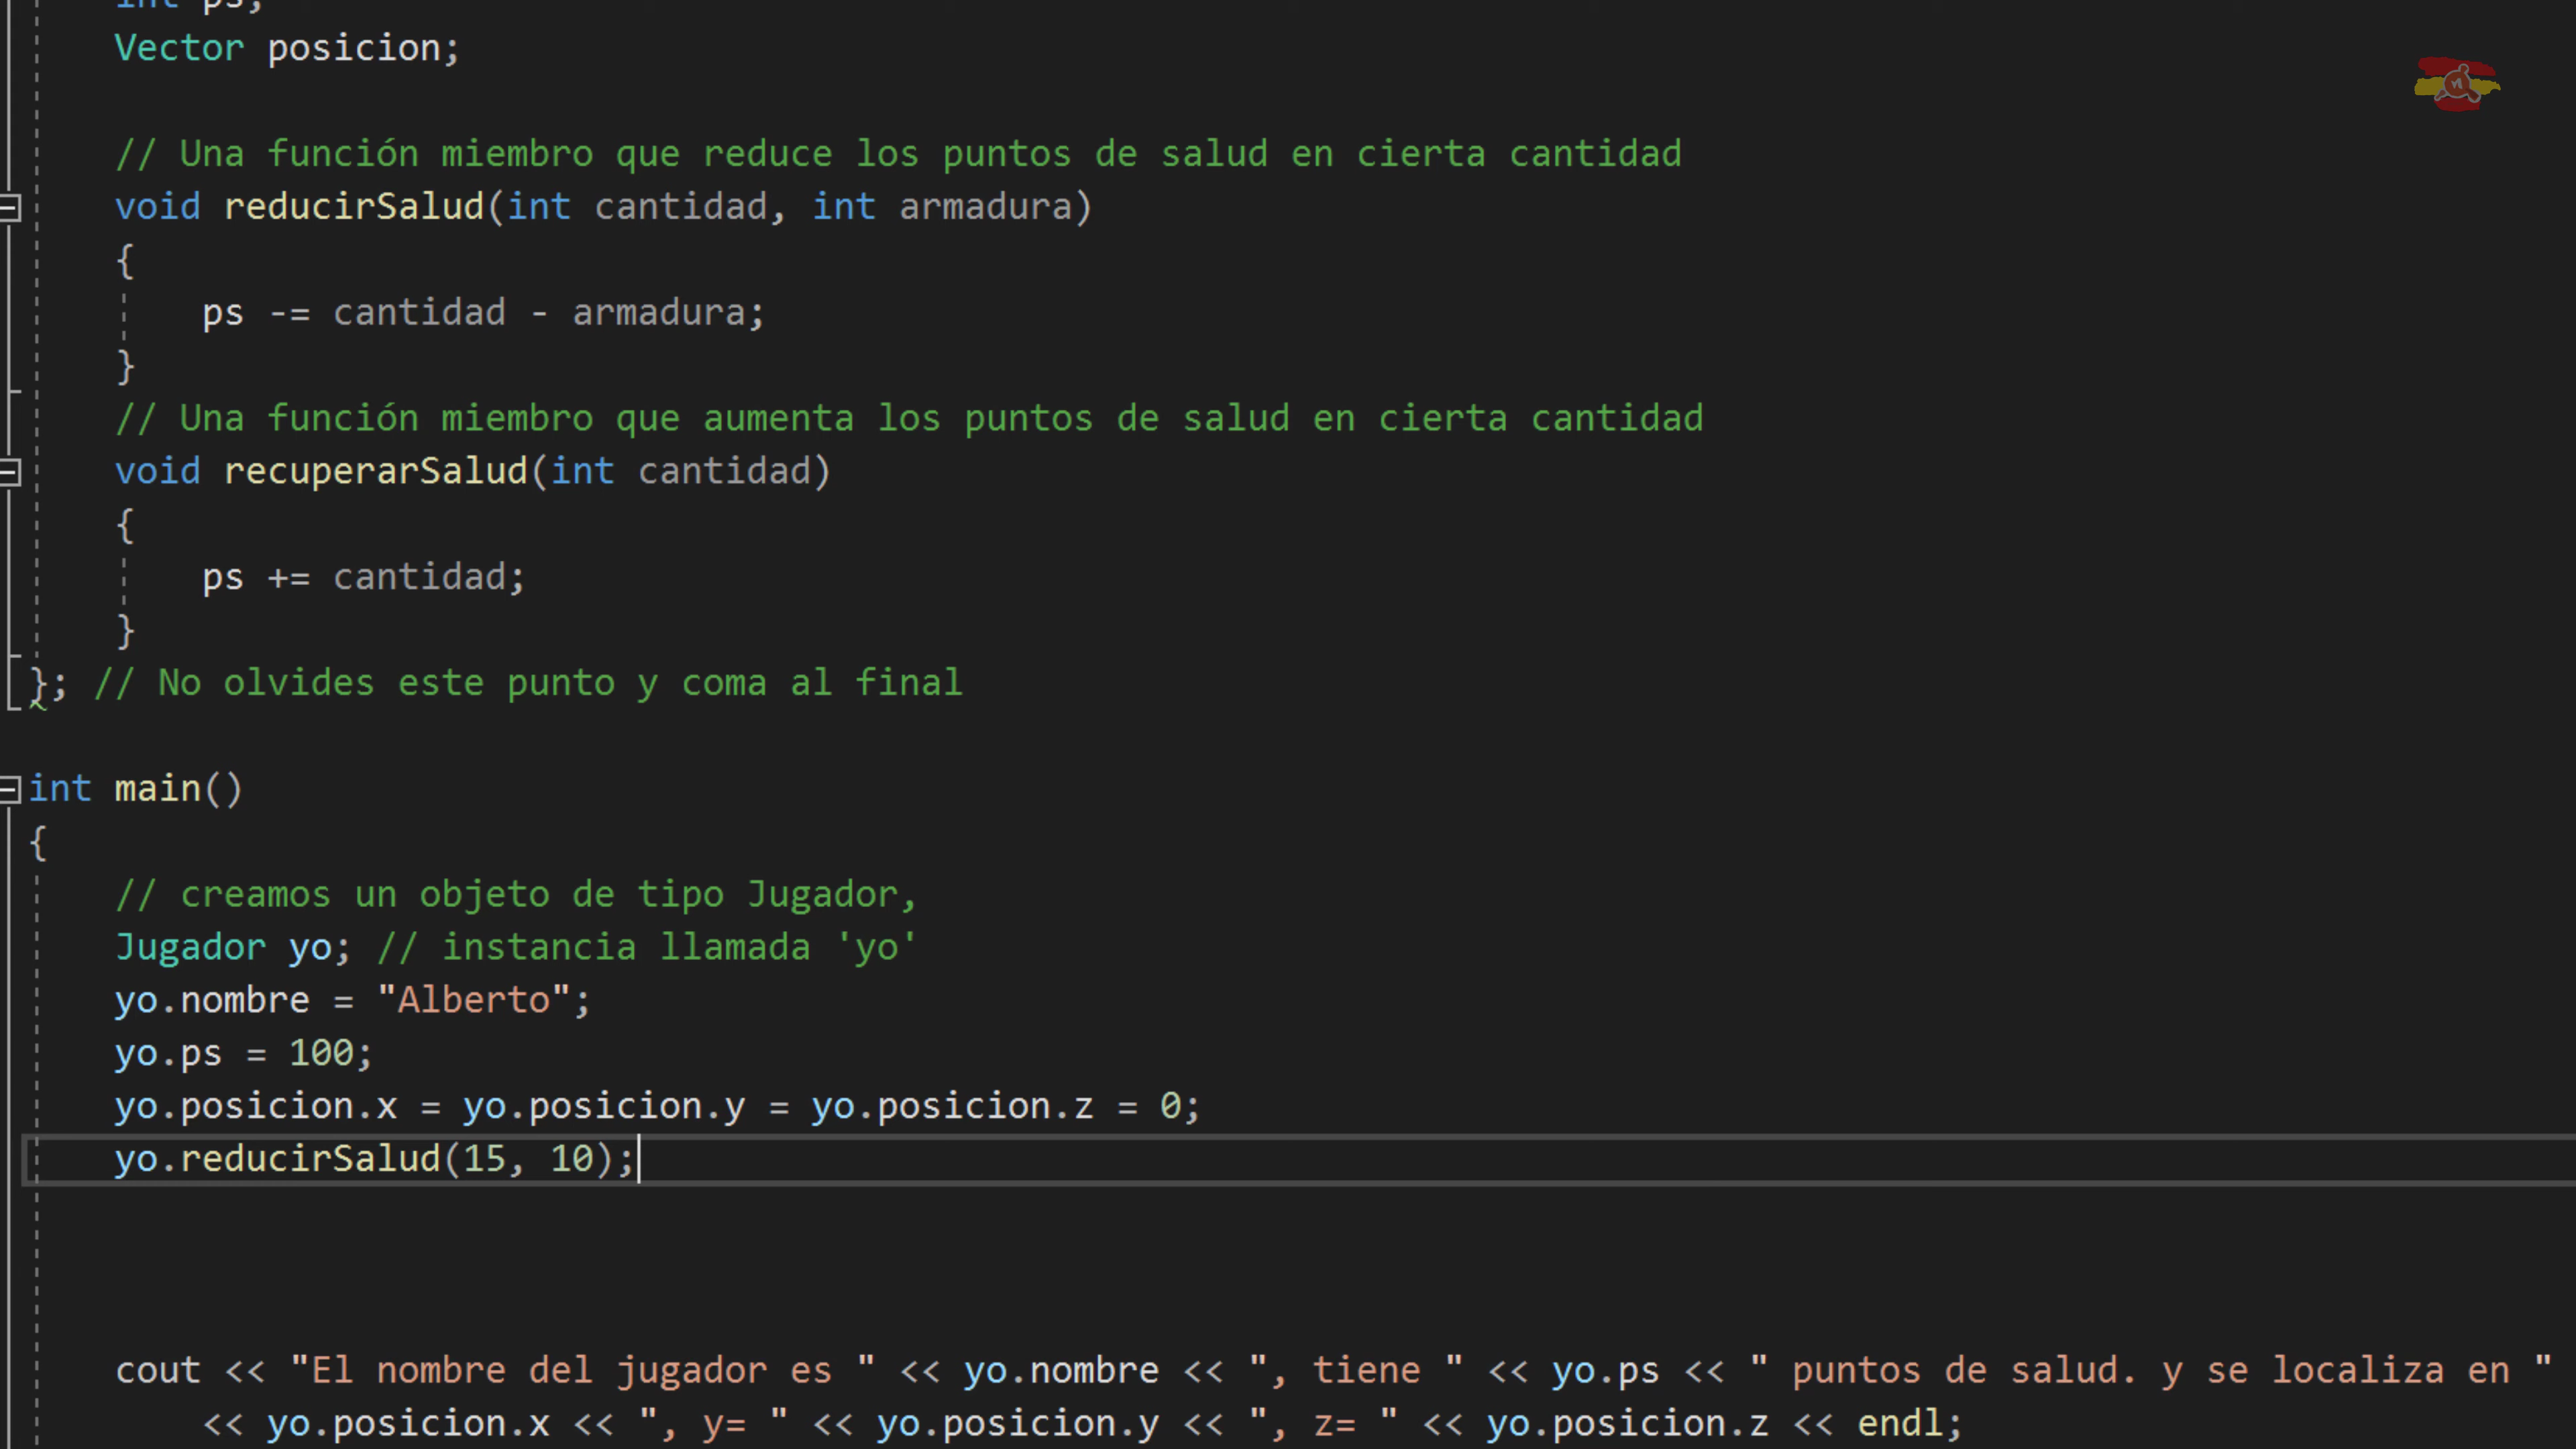 int ps;
Vector posicion;
// Una función miembro que reduce los puntos de salud en cierta cantidad
void reducirSalud(int cantidad, int armadura)
{
ps -= cantidad - armadura;
}
// Una función miembro que aumenta los puntos de salud en cierta cantidad
void recuperarSalud(int cantidad)
{
ps += cantidad;
}
}; // No olvides este punto y coma al final
int main()
{
// creamos un objeto de tipo Jugador,
Jugador yo; // instancia llamada 'yo'
yo.nombre = "Alberto";
yo.ps = 100;
yo.posicion.x = yo.posicion.y = yo.posicion.z = 0;
yo.reducirSalud(15, 10);
cout << "El nombre del jugador es " << yo.nombre << ", tiene " << yo.ps << " puntos de salud. y se localiza en "
<< yo.posicion.x << ", y= " << yo.posicion.y << ", z= " << yo.posicion.z << endl;